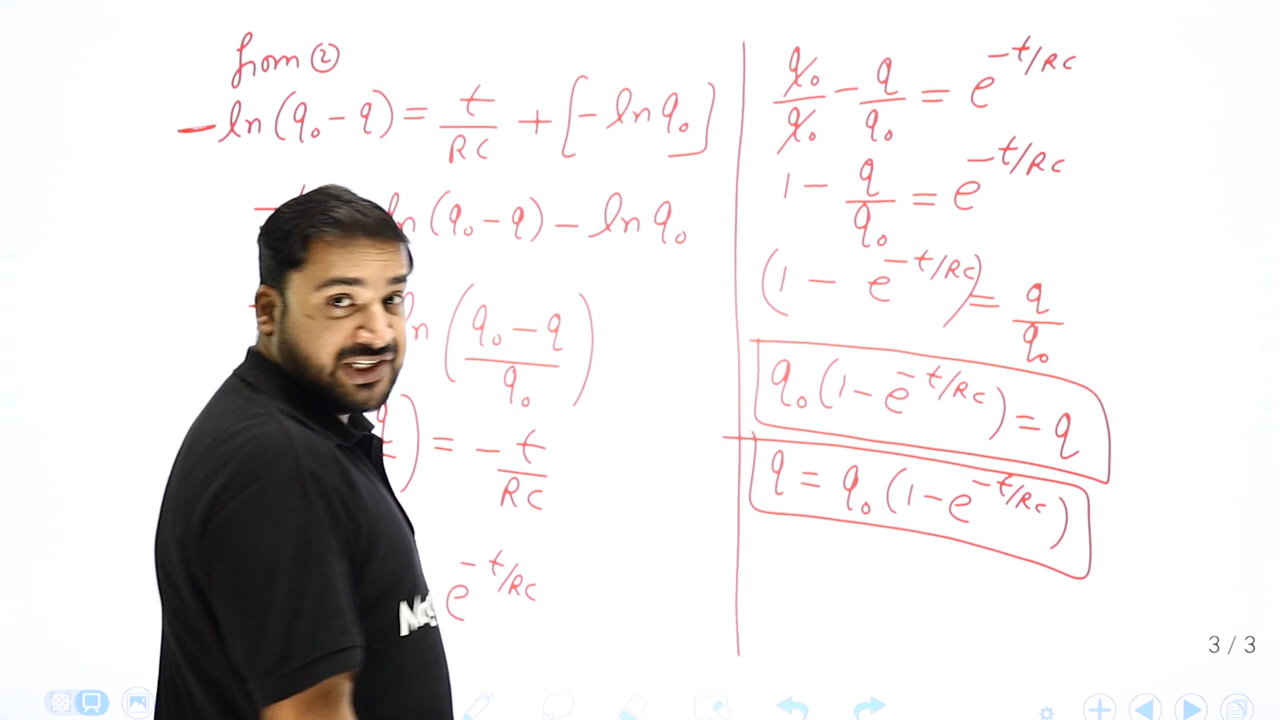 from ②
-ln(q₀-q) = t/RC + [-ln q₀]
ln(q₀-q) - ln q₀
ln((q₀-q)/q₀)
) = -t/RC
e^(-t/RC)
q₀/q₀ - q/q₀ = e^(-t/RC)
1 - q/q₀ = e^(-t/RC)
(1 - e^(-t/RC)) = q/q₀
q₀(1-e^(-t/RC)) = q
q = q₀(1-e^(-t/RC))
3 / 3